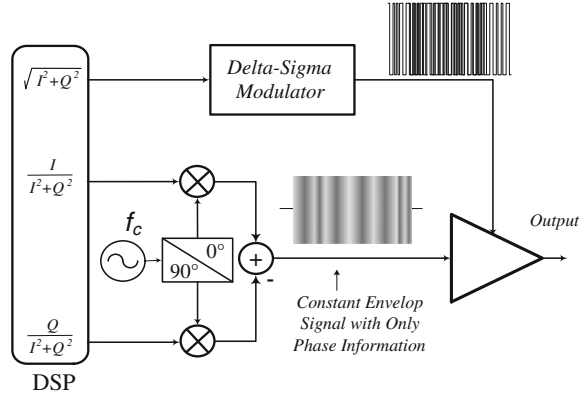 √I²+Q²
Delta-Sigma
Modulator
I
I²+Q²
f_c
0°
90°
+
-
Output
Constant Envelop
Signal with Only
Phase Information
Q
I²+Q²
DSP